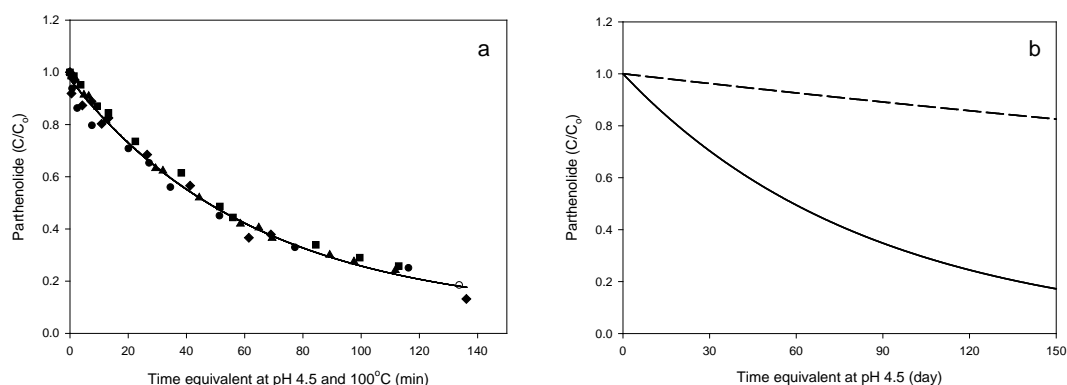 a
Parthenolide (C/Co)
1.2
1.0
0.8
0.6
0.4
0.2
0.0
0 20 40 60 80 100 120 140
Time equivalent at pH 4.5 and 100°C (min)
b
Parthenolide (C/Co)
1.2
1.0
0.8
0.6
0.4
0.2
0.0
0 30 60 90 120 150
Time equivalent at pH 4.5 (day)